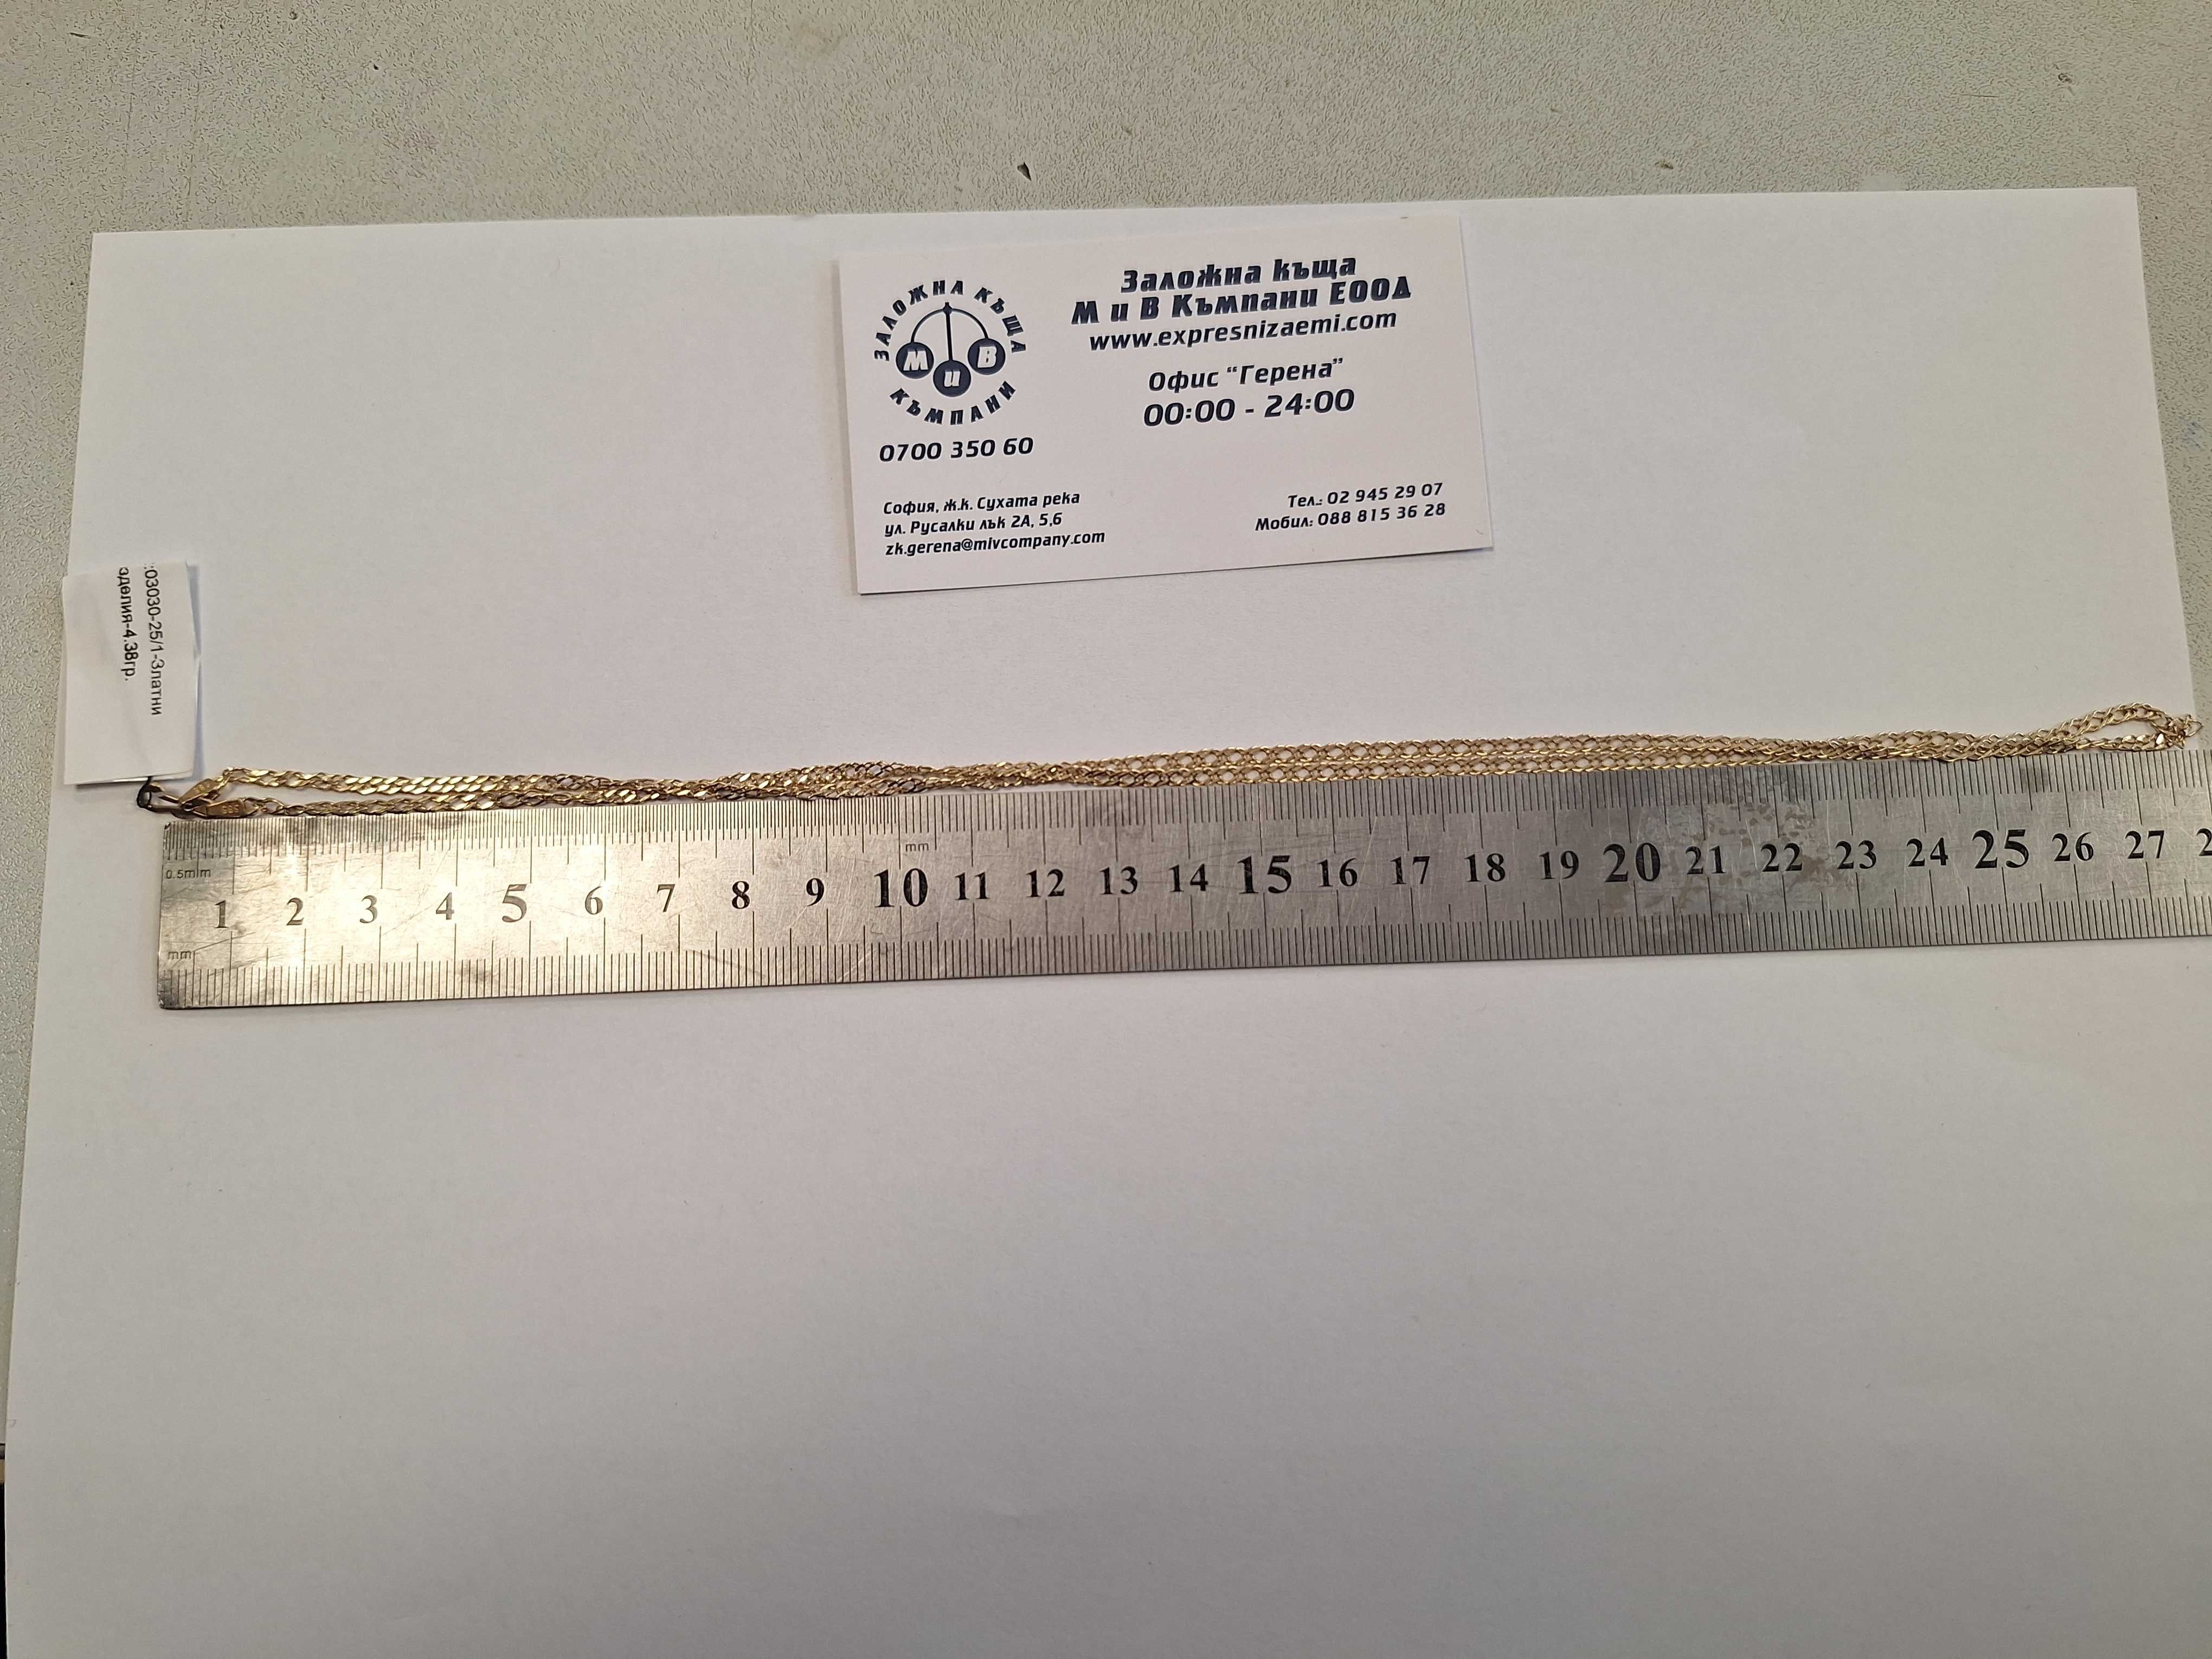 ЗАЛОЖНА КЪЩА
М и В
КЪМПАНИ
0700 350 60
Заложна къща
М и В Къмпани ЕООД
www.expresnizaemi.com
Офис “Герена”
00:00 - 24:00
София, ж.к. Сухата река
ул. Русалки лък 2А, 5,6
zk.gerena@mivcompany.com
Тел.: 02 945 29 07
Мобил: 088 815 36 28
:03030-25/1-Златни
зделия-4.38гр.
mm
0.5mm
1 2 3 4 5 6 7 8 9 10 11 12 13 14 15 16 17 18 19 20 21 22 23 24 25 26 27 2
mm